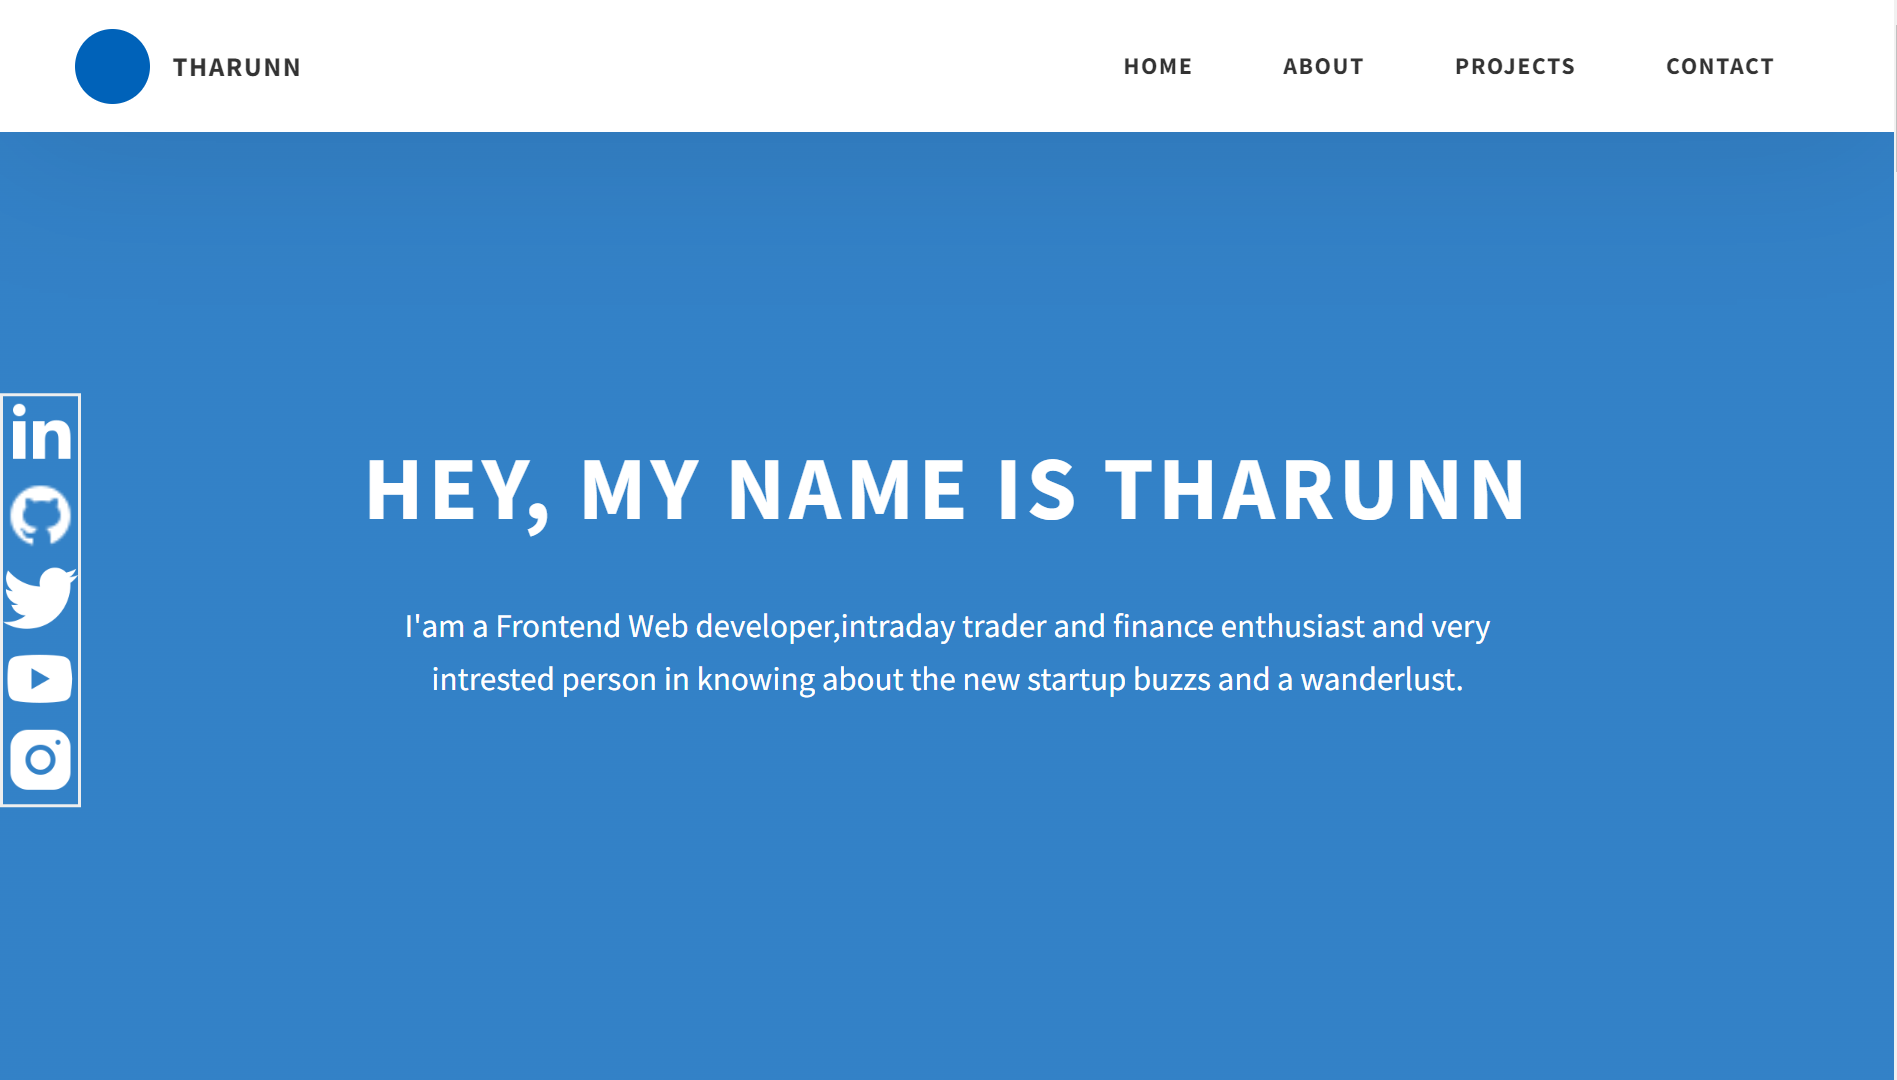 THARUNN
HOME
ABOUT
PROJECTS
CONTACT
in
HEY, MY NAME IS THARUNN
I'am a Frontend Web developer,intraday trader and finance enthusiast and very
intrested person in knowing about the new startup buzzs and a wanderlust.